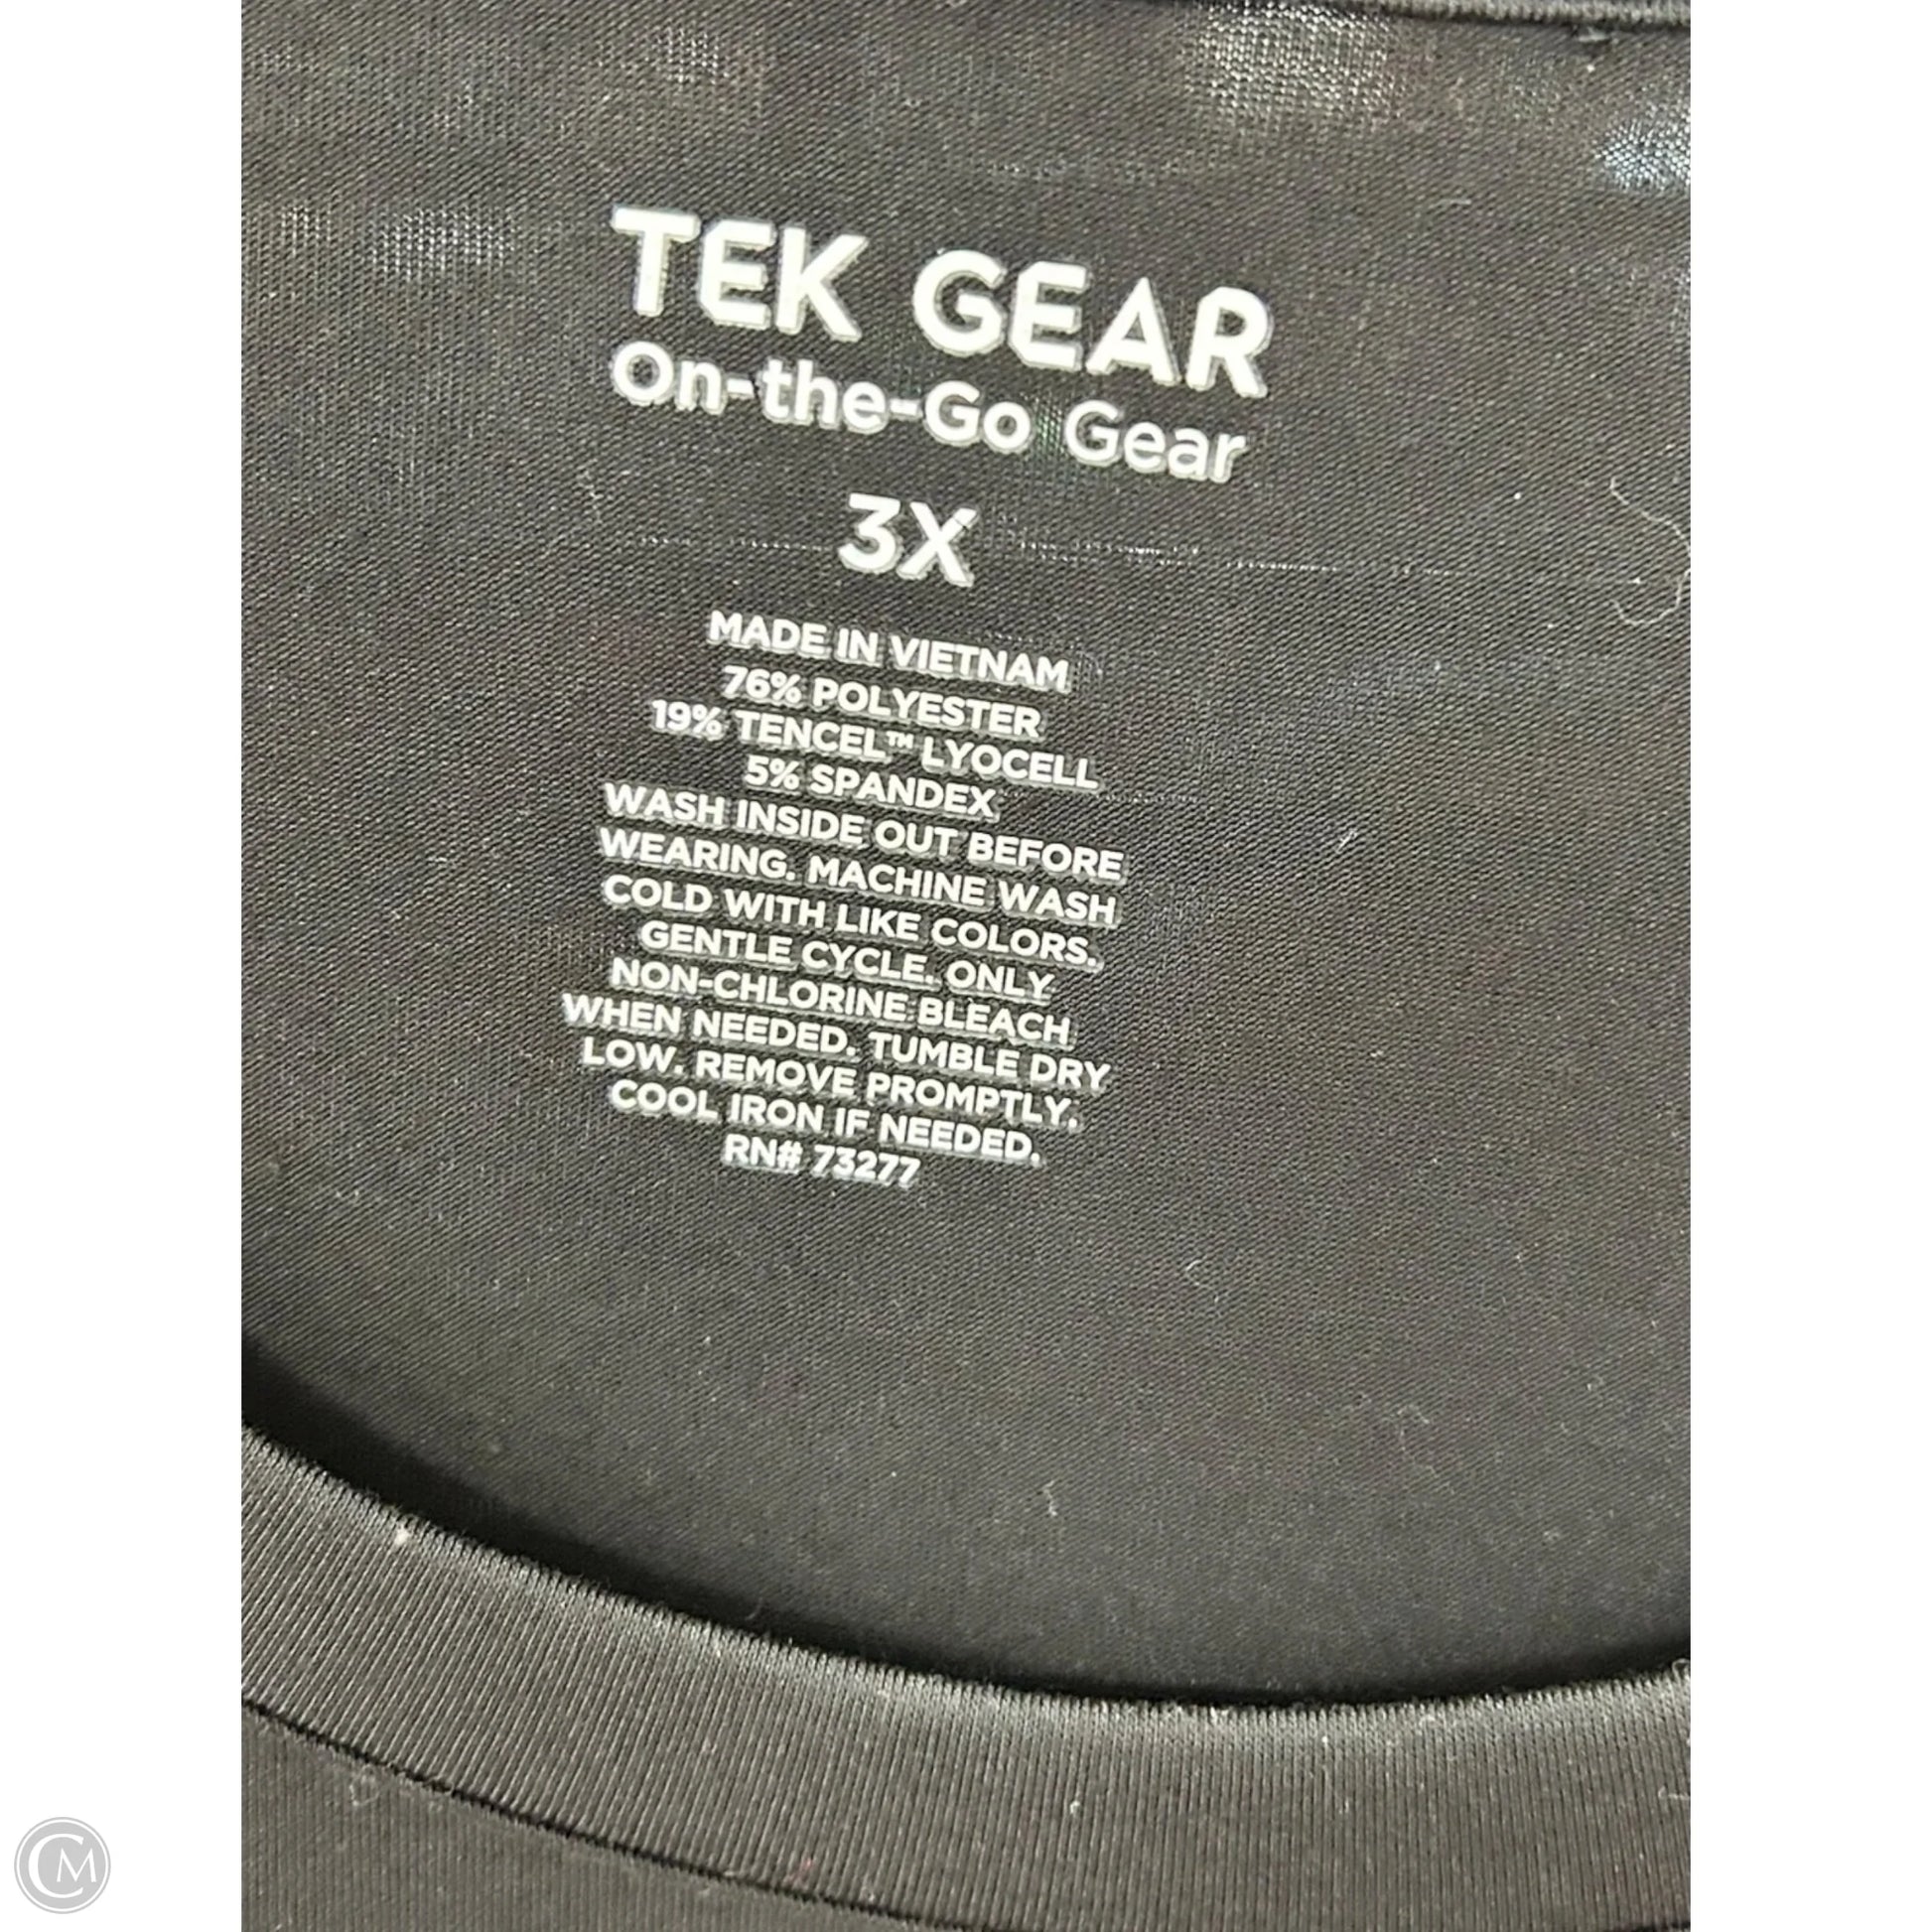 TEK GEAR
On-the-Go Gear
3X
MADE IN VIETNAM
76% POLYESTER
19% TENCEL™ LYOCELL
5% SPANDEX
WASH INSIDE OUT BEFORE
WEARING. MACHINE WASH
COLD WITH LIKE COLORS.
GENTLE CYCLE. ONLY
NON-CHLORINE BLEACH
WHEN NEEDED. TUMBLE DRY
LOW. REMOVE PROMPTLY.
COOL IRON IF NEEDED.
RN# 73277
CM